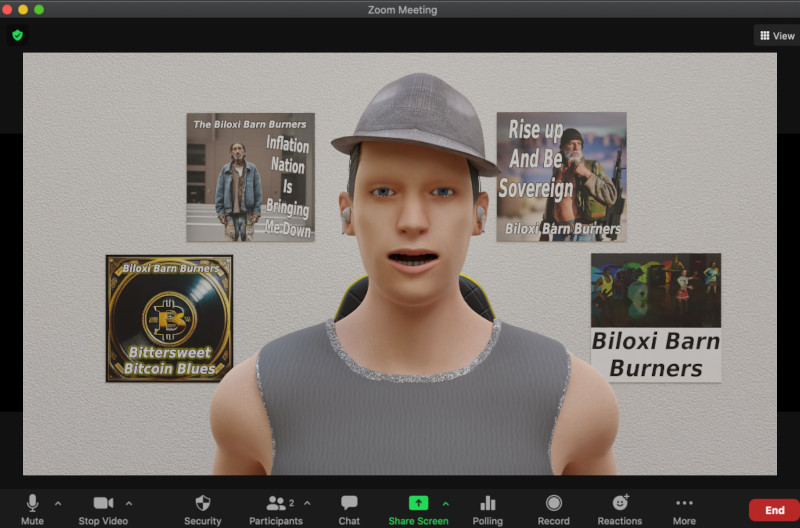 Zoom Meeting
View
The Biloxi Barn Burners
Inflation
Nation
Is
Bringing
Me Down
Rise up
And Be
Sovereign
Biloxi Barn Burners
Biloxi Barn Burners
B
Bittersweet
Bitcoin Blues
Biloxi Barn
Burners
Mute
Stop Video
Security
Participants
2
Chat
Share Screen
Polling
Record
Reactions
More
End